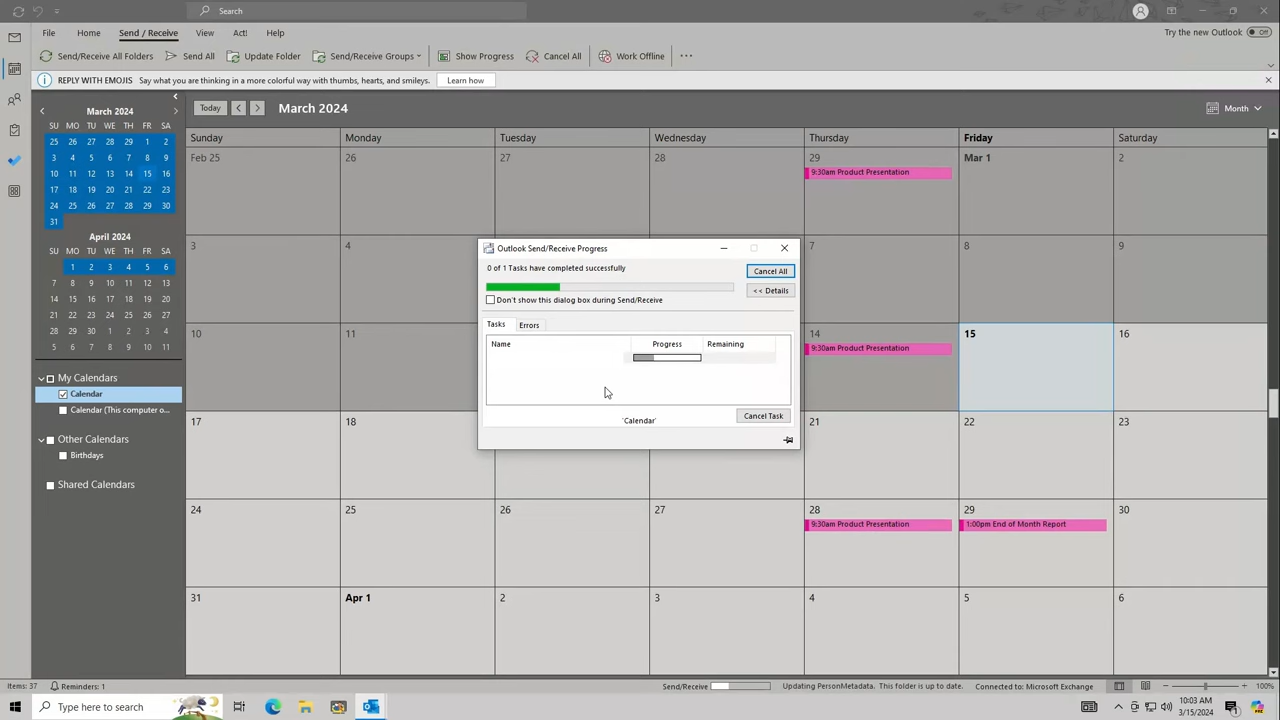 Search
File Home Send / Receive View Act! Help
Try the new Outlook Off
Send/Receive All Folders Send All Update Folder Send/Receive Groups Show Progress Cancel All Work Offline ...
REPLY WITH EMOJIS Say what you are thinking in a more colorful way with thumbs, hearts, and smileys. Learn how
March 2024
SU MO TU WE TH FR SA
25 26 27 28 29 1 2
3 4 5 6 7 8 9
10 11 12 13 14 15 16
17 18 19 20 21 22 23
24 25 26 27 28 29 30
31
April 2024
SU MO TU WE TH FR SA
1 2 3 4 5 6
7 8 9 10 11 12 13
14 15 16 17 18 19 20
21 22 23 24 25 26 27
28 29 30 1 2 3 4
5 6 7 8 9 10 11
My Calendars
Calendar
Calendar (This computer o...
Other Calendars
Birthdays
Shared Calendars
Today March 2024 Month
Sunday Monday Tuesday Wednesday Thursday Friday Saturday
Feb 25 26 27 28 29 Mar 1 2
9:30am Product Presentation
3 4 7 8 9
10 11 14 15 16
9:30am Product Presentation
17 18 21 22 23
24 25 26 27 28 29 30
9:30am Product Presentation 1:00pm End of Month Report
31 Apr 1 2 3 4 5 6
Outlook Send/Receive Progress
0 of 1 Tasks have completed successfully
Cancel All
<< Details
Don't show this dialog box during Send/Receive
Tasks Errors
Name Progress Remaining
'Calendar'
Cancel Task
Items: 37 Reminders: 1 Send/Receive Updating PersonMetadata. This folder is up to date. Connected to: Microsoft Exchange 100%
Type here to search
10:03 AM
3/15/2024